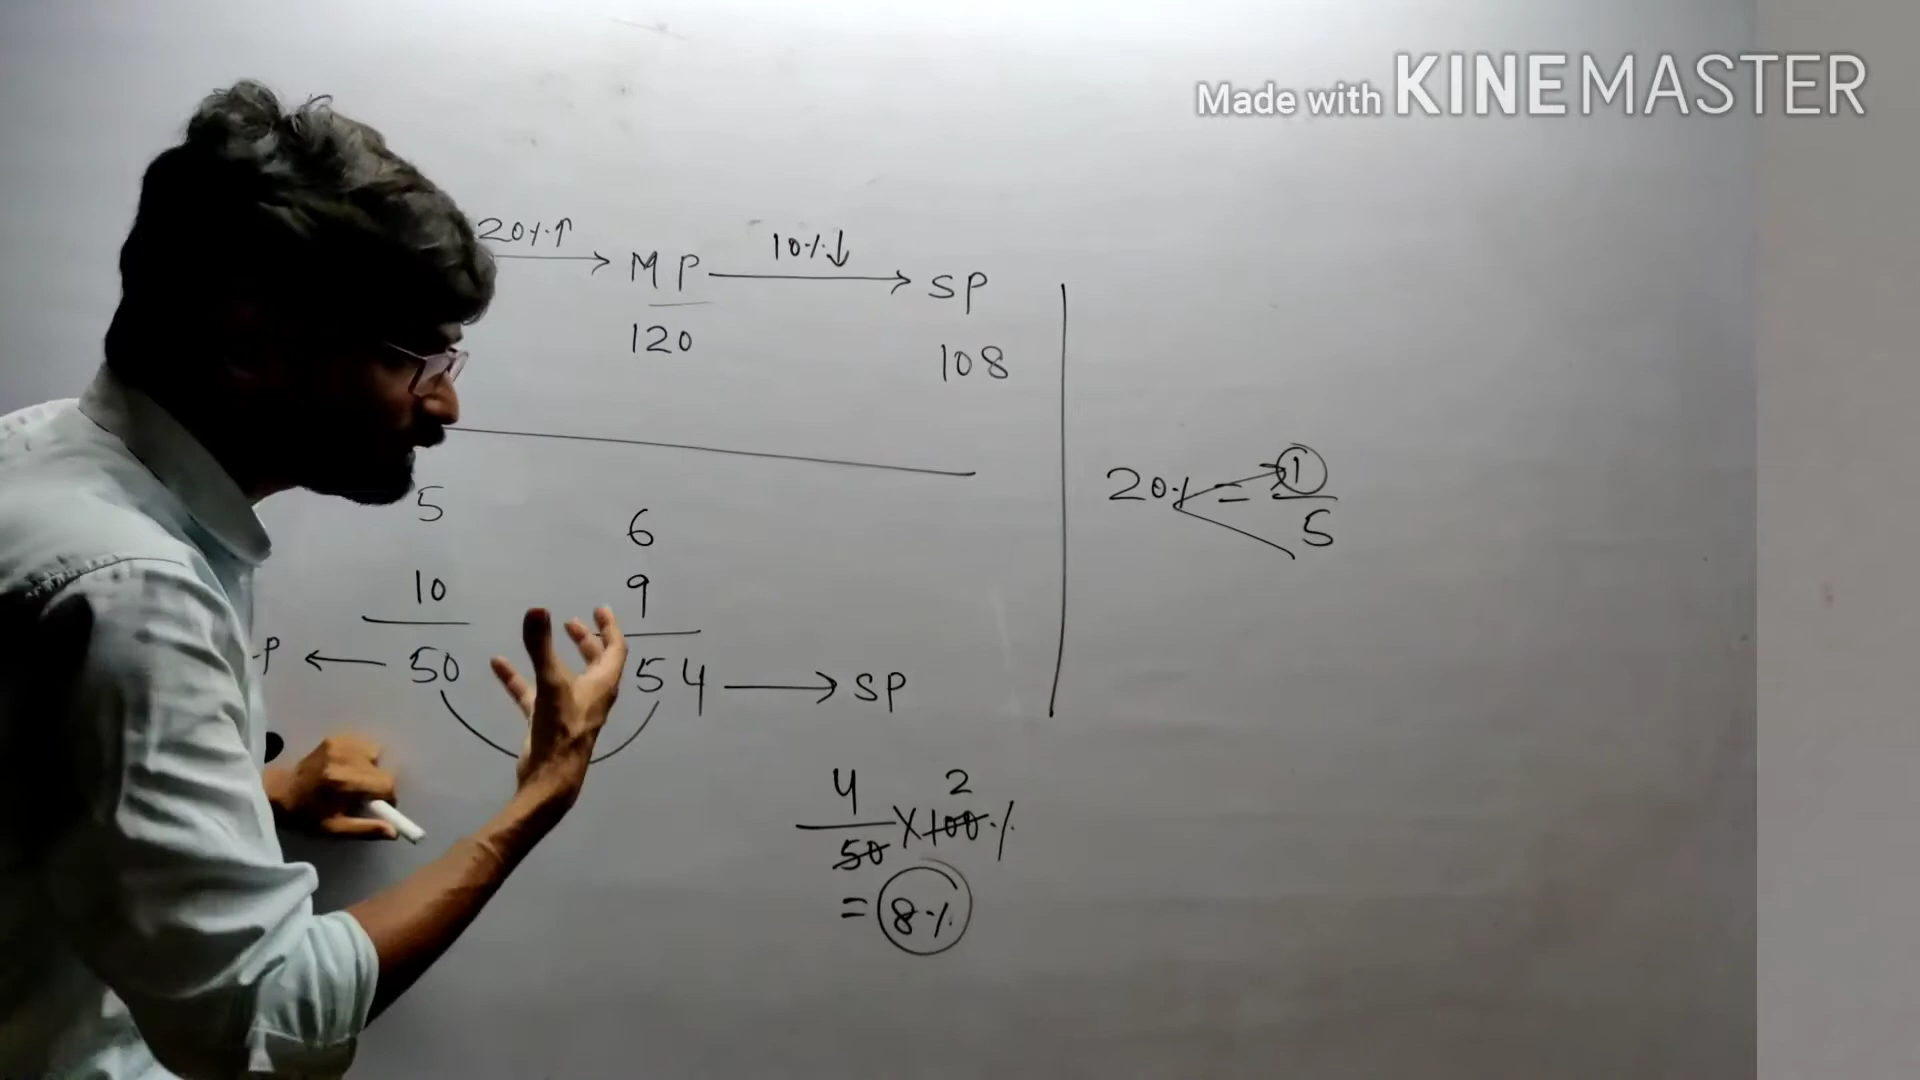 Made with KINEMASTER
20%↑ MP 10%↓ SP
120 108
20% = 1/5
5 6
10 9
P ← 50 54 → SP
4/50 × 100% 2
= 8%